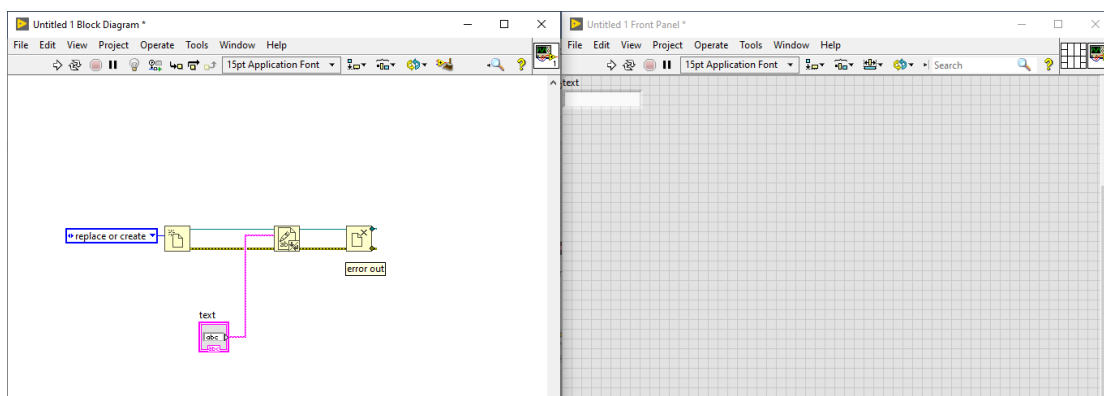 Untitled 1 Block Diagram *
File Edit View Project Operate Tools Window Help
15pt Application Font
replace or create
error out
text
abc
abc
Untitled 1 Front Panel *
File Edit View Project Operate Tools Window Help
15pt Application Font
Search
text